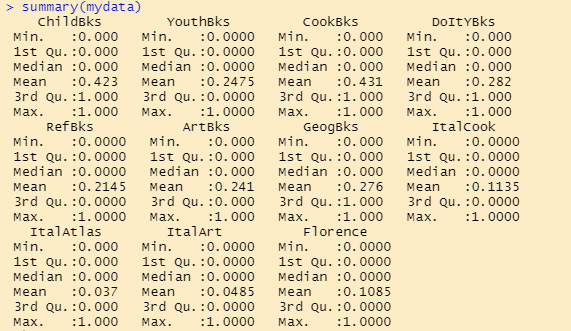 > summary(mydata)
ChildBks YouthBks CookBks DoItYBks
Min. :0.000 Min. :0.0000 Min. :0.000 Min. :0.000
1st Qu.:0.000 1st Qu.:0.0000 1st Qu.:0.000 1st Qu.:0.000
Median :0.000 Median :0.0000 Median :0.000 Median :0.000
Mean :0.423 Mean :0.2475 Mean :0.431 Mean :0.282
3rd Qu.:1.000 3rd Qu.:0.0000 3rd Qu.:1.000 3rd Qu.:1.000
Max. :1.000 Max. :1.0000 Max. :1.000 Max. :1.000
RefBks ArtBks GeogBks ItalCook
Min. :0.0000 Min. :0.000 Min. :0.000 Min. :0.0000
1st Qu.:0.0000 1st Qu.:0.000 1st Qu.:0.000 1st Qu.:0.0000
Median :0.0000 Median :0.000 Median :0.000 Median :0.0000
Mean :0.2145 Mean :0.241 Mean :0.276 Mean :0.1135
3rd Qu.:0.0000 3rd Qu.:0.000 3rd Qu.:1.000 3rd Qu.:0.0000
Max. :1.0000 Max. :1.000 Max. :1.000 Max. :1.0000
ItalAtlas ItalArt Florence
Min. :0.000 Min. :0.0000 Min. :0.0000
1st Qu.:0.000 1st Qu.:0.0000 1st Qu.:0.0000
Median :0.000 Median :0.0000 Median :0.0000
Mean :0.037 Mean :0.0485 Mean :0.1085
3rd Qu.:0.000 3rd Qu.:0.0000 3rd Qu.:0.0000
Max. :1.000 Max. :1.0000 Max. :1.0000